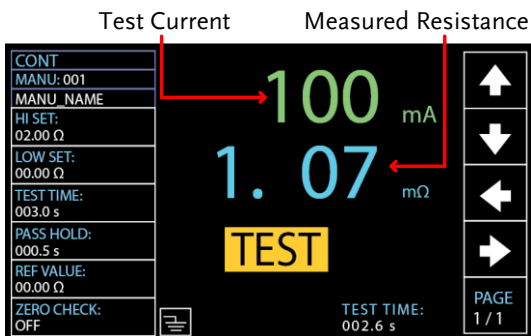 Test Current
Measured Resistance
CONT
MANU: 001
MANU_NAME
HI SET:
02.00 Ω
LOW SET:
00.00 Ω
TEST TIME:
003.0 s
PASS HOLD:
000.5 s
REF VALUE:
00.00 Ω
ZERO CHECK:
OFF
100 mA
1. 07 mΩ
TEST
TEST TIME:
002.6 s
PAGE
1 / 1